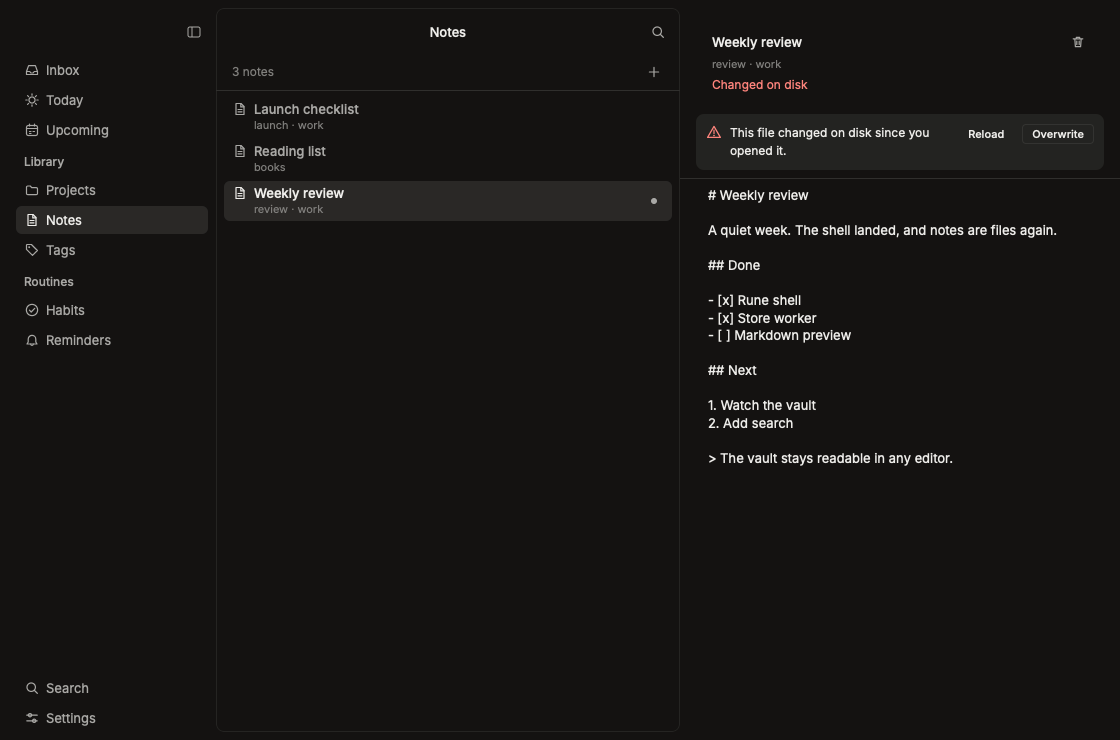 Inbox
Today
Upcoming
Library
Projects
Notes
Tags
Routines
Habits
Reminders
Search
Settings
Notes
3 notes
Launch checklist
launch · work
Reading list
books
Weekly review
review · work
Weekly review
review · work
Changed on disk
This file changed on disk since you
opened it.
Reload
Overwrite
# Weekly review
A quiet week. The shell landed, and notes are files again.
## Done
- [x] Rune shell
- [x] Store worker
- [ ] Markdown preview
## Next
1. Watch the vault
2. Add search
> The vault stays readable in any editor.